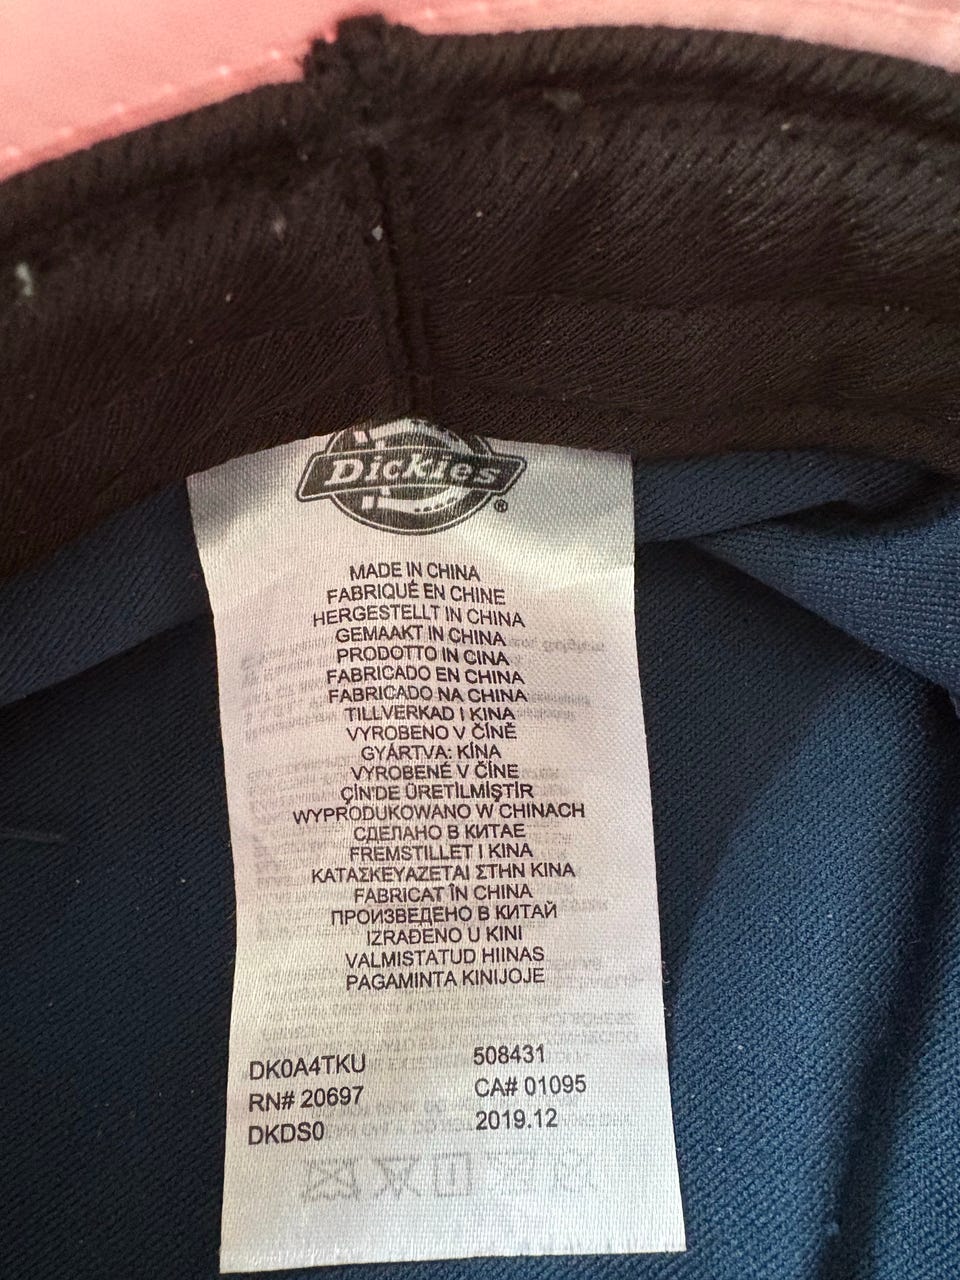 Dickies
®
MADE IN CHINA
FABRIQUÉ EN CHINE
HERGESTELLT IN CHINA
GEMAAKT IN CHINA
PRODOTTO IN CINA
FABRICADO EN CHINA
FABRICADO NA CHINA
TILLVERKAD I KINA
VYROBENO V ČÍNĚ
GYÁRTVA: KÍNA
VYROBENÉ V ČÍNE
ÇIN'DE ÜRETİLMİŞTİR
WYPRODUKOWANO W CHINACH
СДЕЛАНО В КИТАЕ
FREMSTILLET I KINA
ΚΑΤΑΣΚΕΥΑΖΕΤΑΙ ΣΤΗΝ ΚΙΝΑ
FABRICAT ÎN CHINA
ПРОИЗВЕДЕНО В КИТАЙ
IZRAĐENO U KINI
VALMISTATUD HIINAS
PAGAMINTA KINIJOJE
DK0A4TKU 508431
RN# 20697 CA# 01095
DKDS0 2019.12